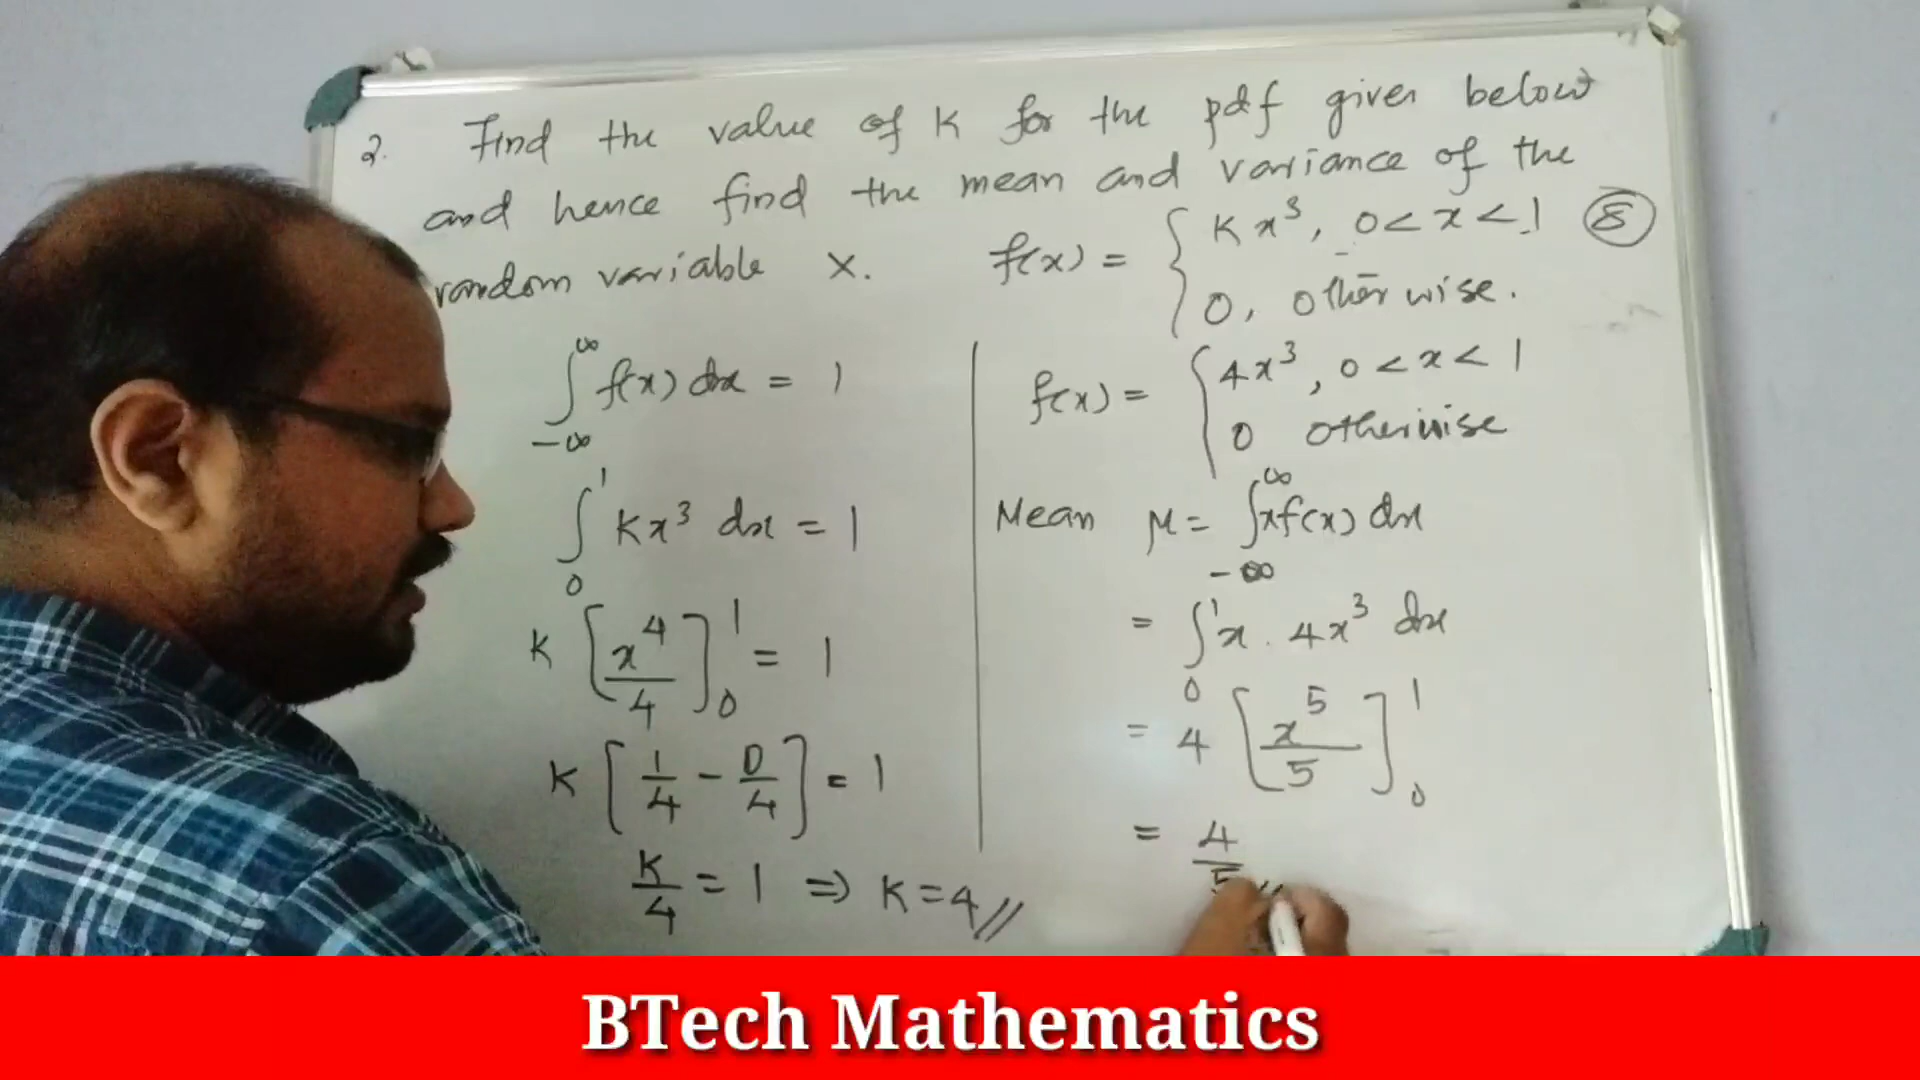 2. Find the value of K for the pdf given below
and hence find the mean and variance of the
random variable X. f(x) = { Kx³, 0<x<1 ⑧
0, otherwise.
∫_{-∞}^{∞} f(x) dx = 1
∫_0^1 Kx³ dx = 1
K [x⁴/4]_0^1 = 1
K [1/4 - 0/4] = 1
K/4 = 1 ⇒ K=4//
f(x) = { 4x³, 0<x<1
0 otherwise
Mean μ = ∫_{-∞}^{∞} xf(x) dx
= ∫_0^1 x . 4x³ dx
= 4 [x⁵/5]_0^1
= 4/5 //
BTech Mathematics